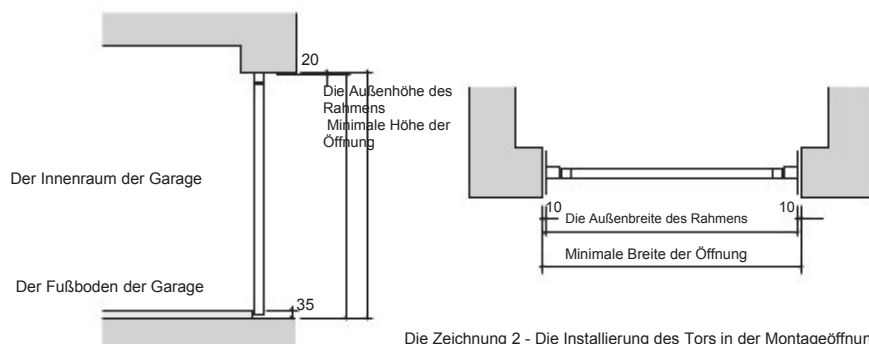 20
Die Außenhöhe des
Rahmens
Minimale Höhe der
Öffnung
Der Innenraum der Garage
Der Fußboden der Garage
35
10
Die Außenbreite des Rahmens
10
Minimale Breite der Öffnung
Die Zeichnung 2 - Die Installierung des Tors in der Montageöffnun